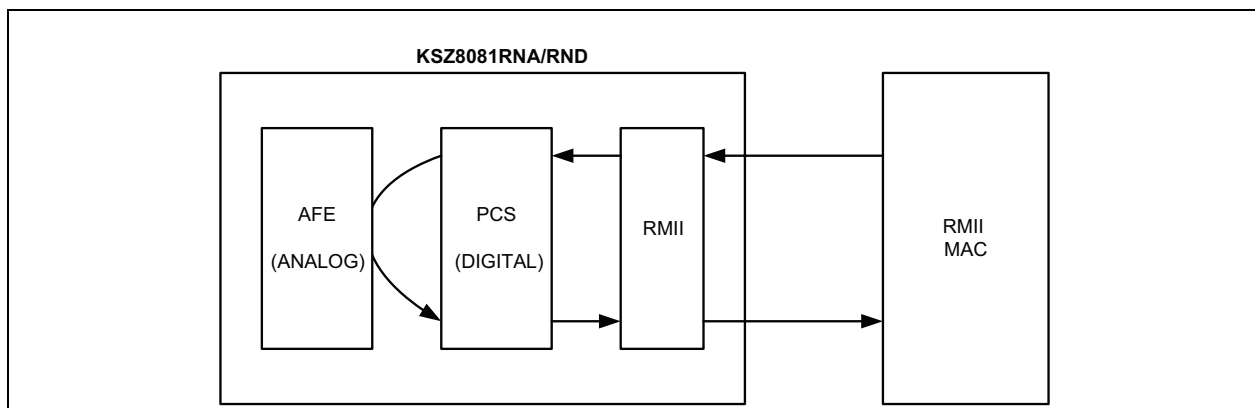 KSZ8081RNA/RND
AFE
(ANALOG)
PCS
(DIGITAL)
RMII
RMII
MAC